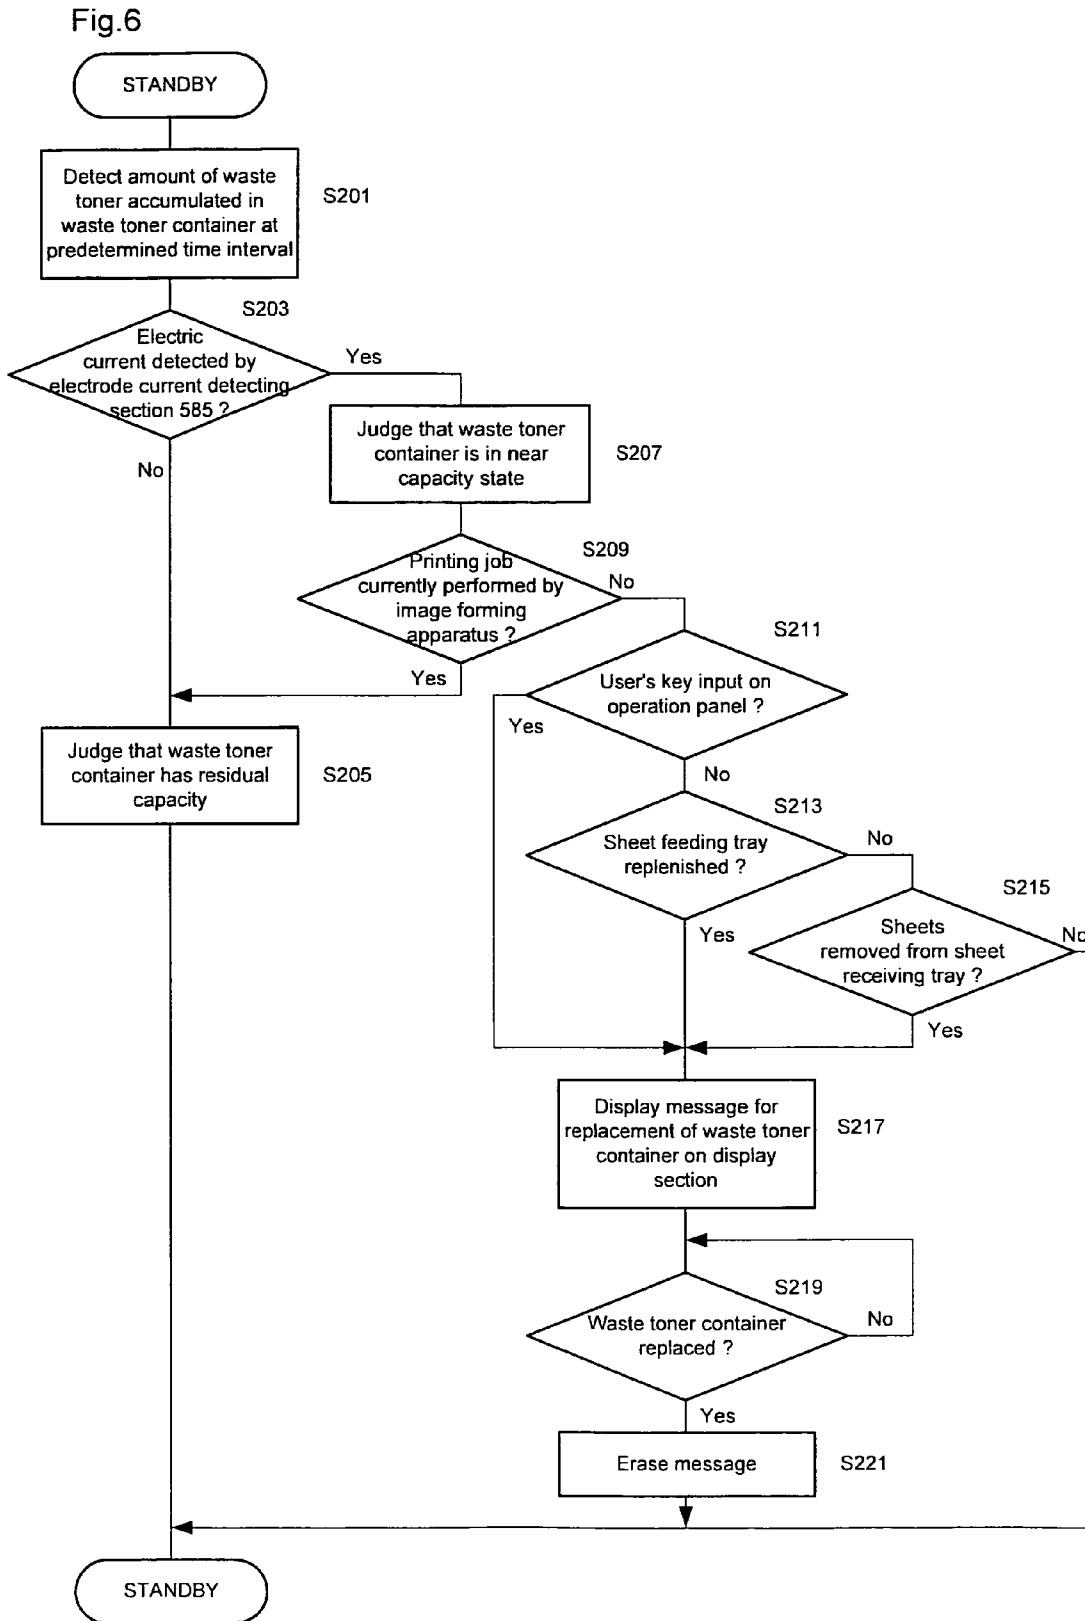 Fig.6
STANDBY
Detect amount of waste
toner accumulated in
waste toner container at
predetermined time interval
S201
S203
Electric
current detected by
electrode current detecting
section 585 ?
Yes
No
Judge that waste toner
container is in near
capacity state
S207
S209
Printing job
currently performed by
image forming
apparatus ?
No
Yes
S211
User's key input on
operation panel ?
Yes
No
Judge that waste toner
container has residual
capacity
S205
S213
Sheet feeding tray
replenished ?
No
Yes
S215
Sheets
removed from sheet
receiving tray ?
No
Yes
Display message for
replacement of waste toner
container on display
section
S217
S219
Waste toner container
replaced ?
No
Yes
Erase message
S221
STANDBY